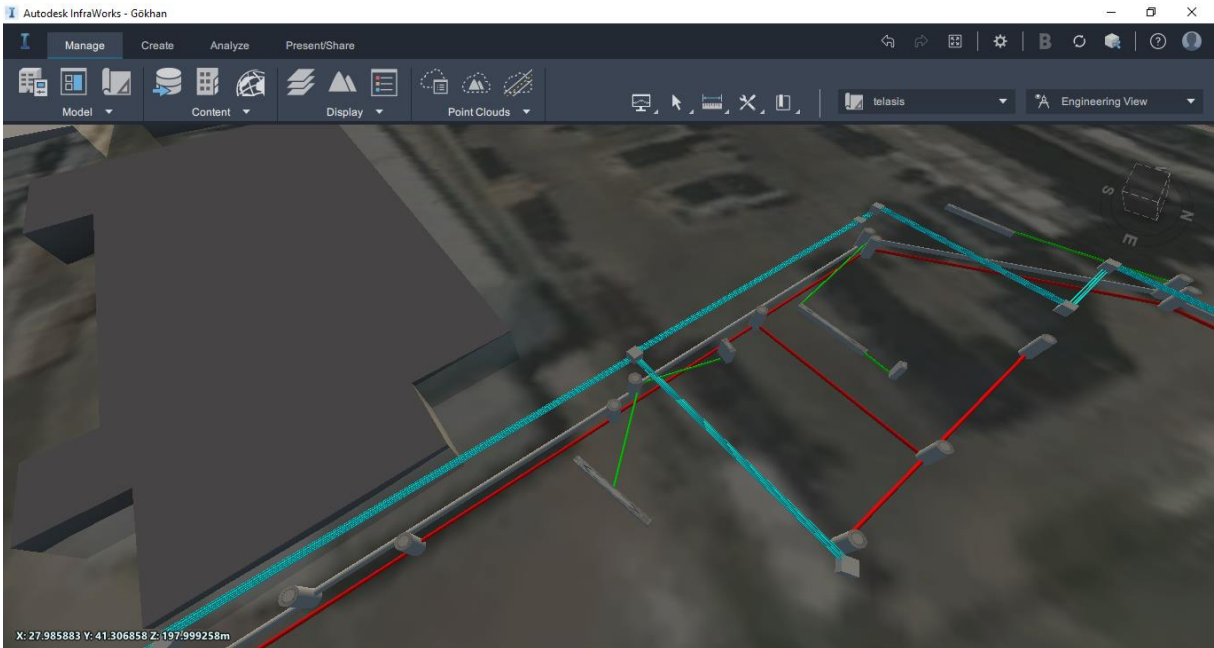 I Autodesk InfraWorks - Gökhan
I Manage Create Analyze Present/Share B ?
Model Content Display Point Clouds telasis Engineering View
S N E
X: 27.985883 Y: 41.306858 Z: 197.999258m